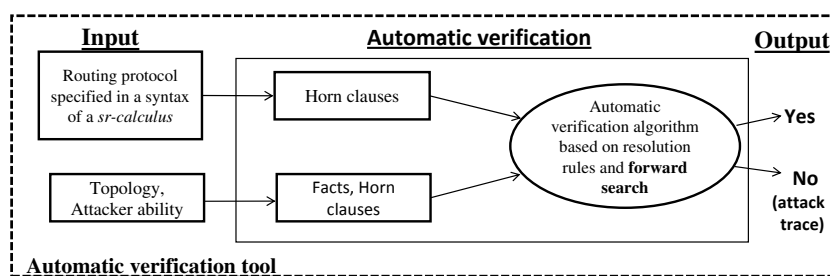 Input
Automatic verification
Output
Routing protocol
specified in a syntax
of a sr-calculus
Horn clauses
Automatic
verification algorithm
based on resolution
rules and forward
search
Yes
Topology,
Attacker ability
Facts, Horn
clauses
No
(attack
trace)
Automatic verification tool